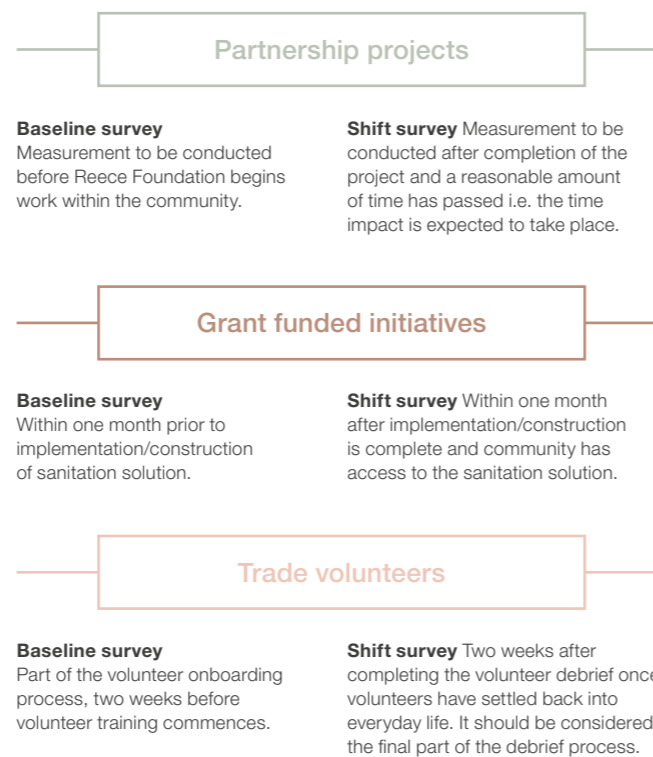 Partnership projects
Baseline survey
Measurement to be conducted
before Reece Foundation begins
work within the community.
Shift survey Measurement to be
conducted after completion of the
project and a reasonable amount
of time has passed i.e. the time
impact is expected to take place.
Grant funded initiatives
Baseline survey
Within one month prior to
implementation/construction
of sanitation solution.
Shift survey Within one month
after implementation/construction
is complete and community has
access to the sanitation solution.
Trade volunteers
Baseline survey
Part of the volunteer onboarding
process, two weeks before
volunteer training commences.
Shift survey Two weeks after
completing the volunteer debrief once
volunteers have settled back into
everyday life. It should be considered
the final part of the debrief process.